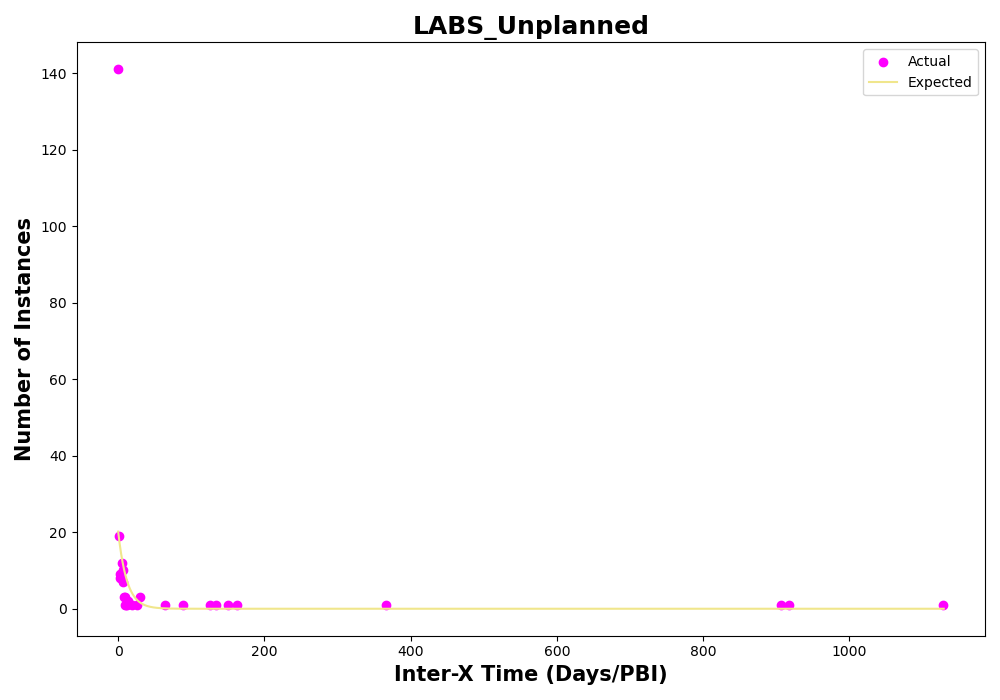 LABS_Unplanned
Actual
Expected
Number of Instances
140
120
100
80
60
40
20
0
0 200 400 600 800 1000
Inter-X Time (Days/PBI)